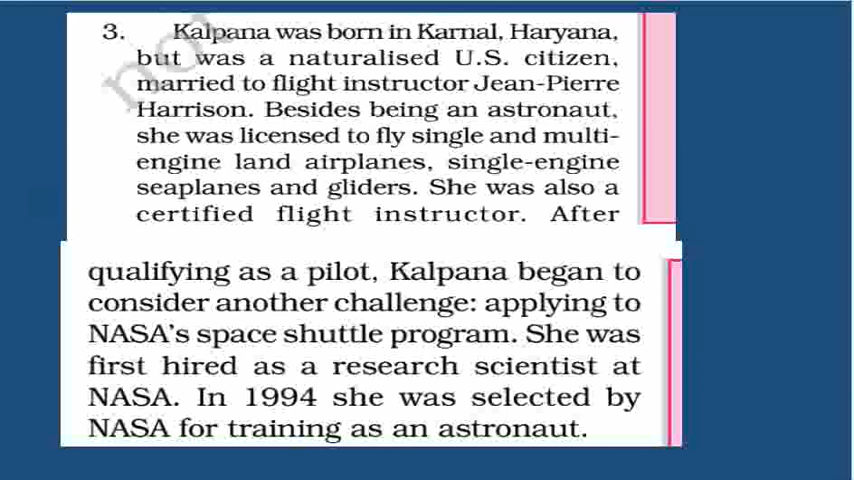 3. Kalpana was born in Karnal, Haryana,
but was a naturalised U.S. citizen,
married to flight instructor Jean-Pierre
Harrison. Besides being an astronaut,
she was licensed to fly single and multi-
engine land airplanes, single-engine
seaplanes and gliders. She was also a
certified flight instructor. After
qualifying as a pilot, Kalpana began to
consider another challenge: applying to
NASA's space shuttle program. She was
first hired as a research scientist at
NASA. In 1994 she was selected by
NASA for training as an astronaut.
not